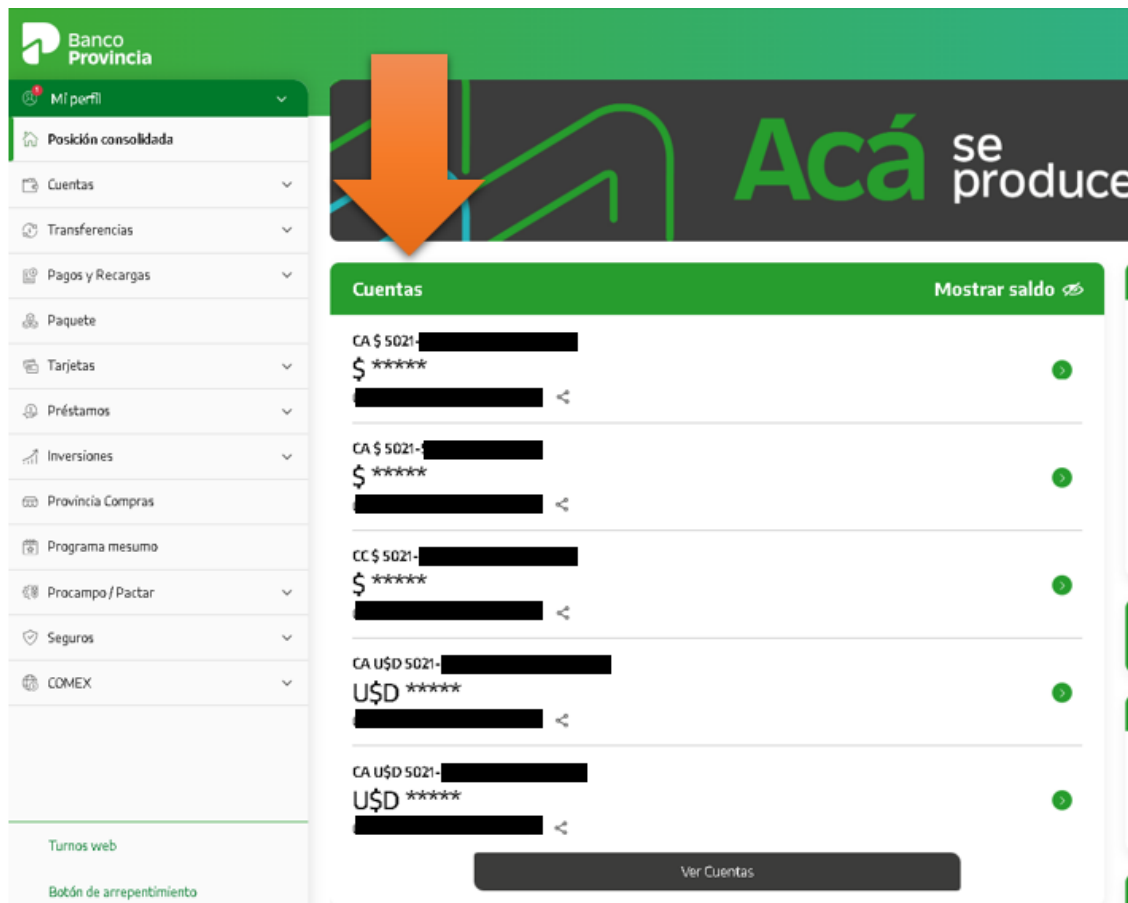 Banco
Provincia
Mi perfil
Posición consolidada
Cuentas
Transferencias
Pagos y Recargas
Paquete
Tarjetas
Préstamos
Inversiones
Provincia Compras
Programa mesumo
Procampo / Pactar
Seguros
COMEX
Turnos web
Botón de arrepentimiento
Acá se
produce
Cuentas Mostrar saldo
CA $ 5021-
$ *****
CA $ 5021-
$ *****
CC $ 5021-
$ *****
CA U$D 5021-
U$D *****
CA U$D 5021-
U$D *****
Ver Cuentas